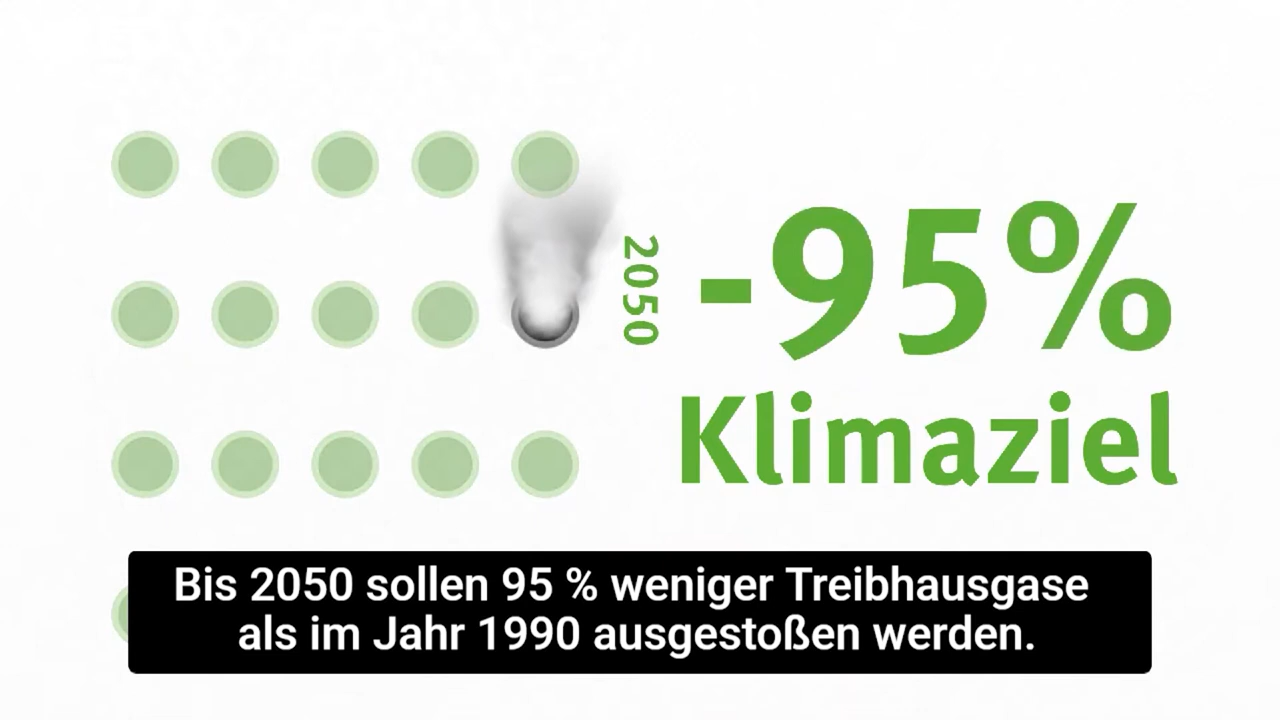 2050
-95%
Klimaziel
Bis 2050 sollen 95 % weniger Treibhausgase
als im Jahr 1990 ausgestoßen werden.